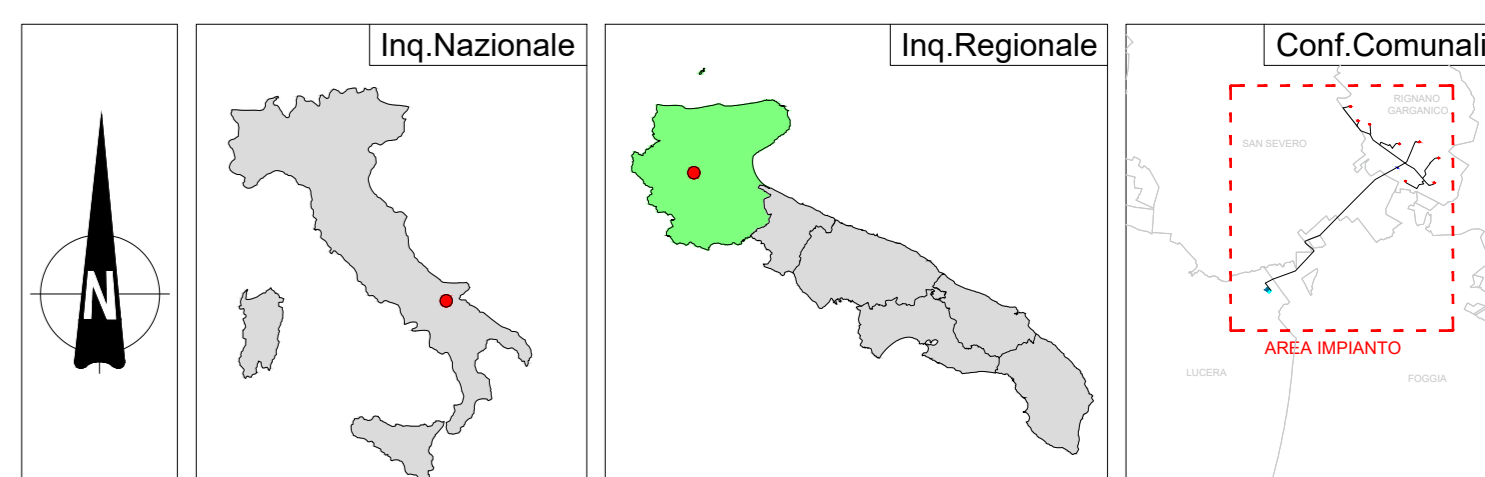 N
Inq.Nazionale
Inq.Regionale
Conf.Comunali
RIGNANO
GARGANICO
SAN SEVERO
AREA IMPIANTO
LUCERA
FOGGIA